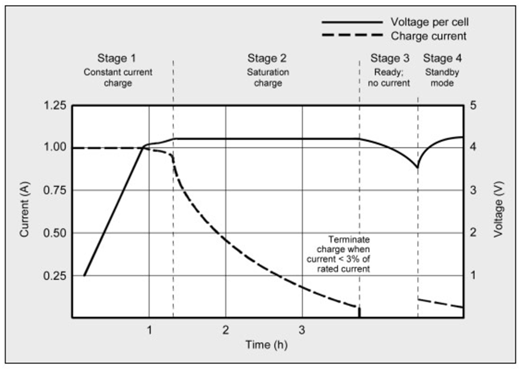 Voltage per cell
Charge current
Stage 1
Constant current
charge
Stage 2
Saturation
charge
Stage 3
Ready;
no current
Stage 4
Standby
mode
1.25
1.00
0.75
0.50
0.25
Current (A)
5
4
3
2
1
Voltage (V)
Terminate
charge when
current < 3% of
rated current
1
2
3
Time (h)